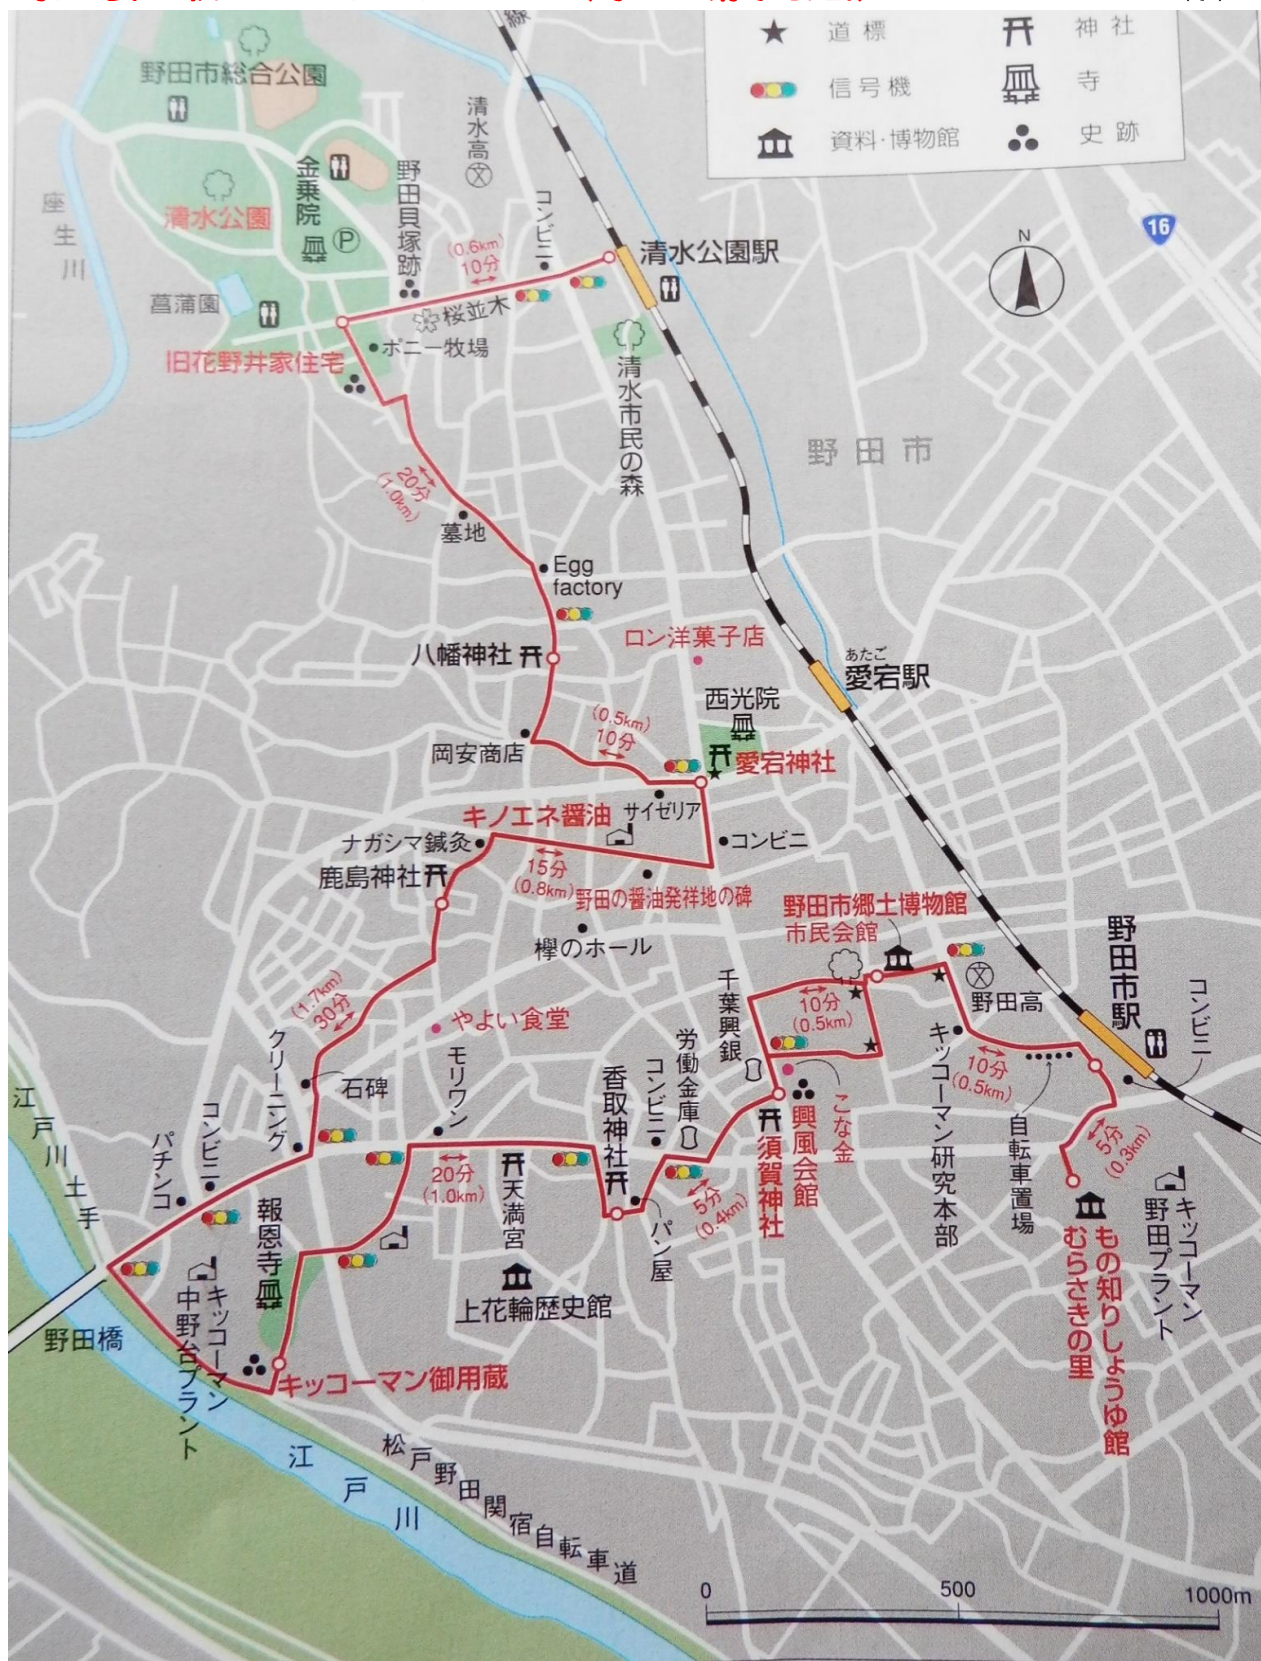 線
★ 道標
神社
信号機
寺
資料・博物館
史跡
野田市総合公園
清水高
文
金乗院
野田貝塚跡
コンビニ
座生川
清水公園
P
(0.6km)
10分
清水公園駅
16
N
菖蒲園
桜並木
ポニー牧場
旧花野井家住宅
清水市民の森
野田市
20分
(1.0km)
墓地
Egg
factory
八幡神社
ロン洋菓子店
あたご
愛宕駅
西光院
(0.5km)
10分
岡安商店
愛宕神社
サイゼリア
キノエネ醤油
ナガシマ鍼灸
コンビニ
15分
(0.8km)
野田の醤油発祥地の碑
鹿島神社
欅のホール
野田市郷土博物館
市民会館
千葉興銀
10分
(0.5km)
文
野田高
野田市駅
コンビニ
(1.7km)
30分
やよい食堂
クリーニング
石碑
モリワン
香取神社
コンビニ
労働金庫
こな金
興風会館
須賀神社
キッコーマン研究本部
10分
(0.5km)
自転車置場
5分
(0.3km)
江戸川土手
パチンコ
コンビニ
報恩寺
20分
(1.0km)
天満宮
パン屋
5分
(0.4km)
上花輪歴史館
もの知りしょうゆ館
むらさきの里
キッコーマン
野田プラント
野田橋
キッコーマン
中野台プラント
キッコーマン御用蔵
江戸川
松戸野田関宿自転車道
0 500 1000m